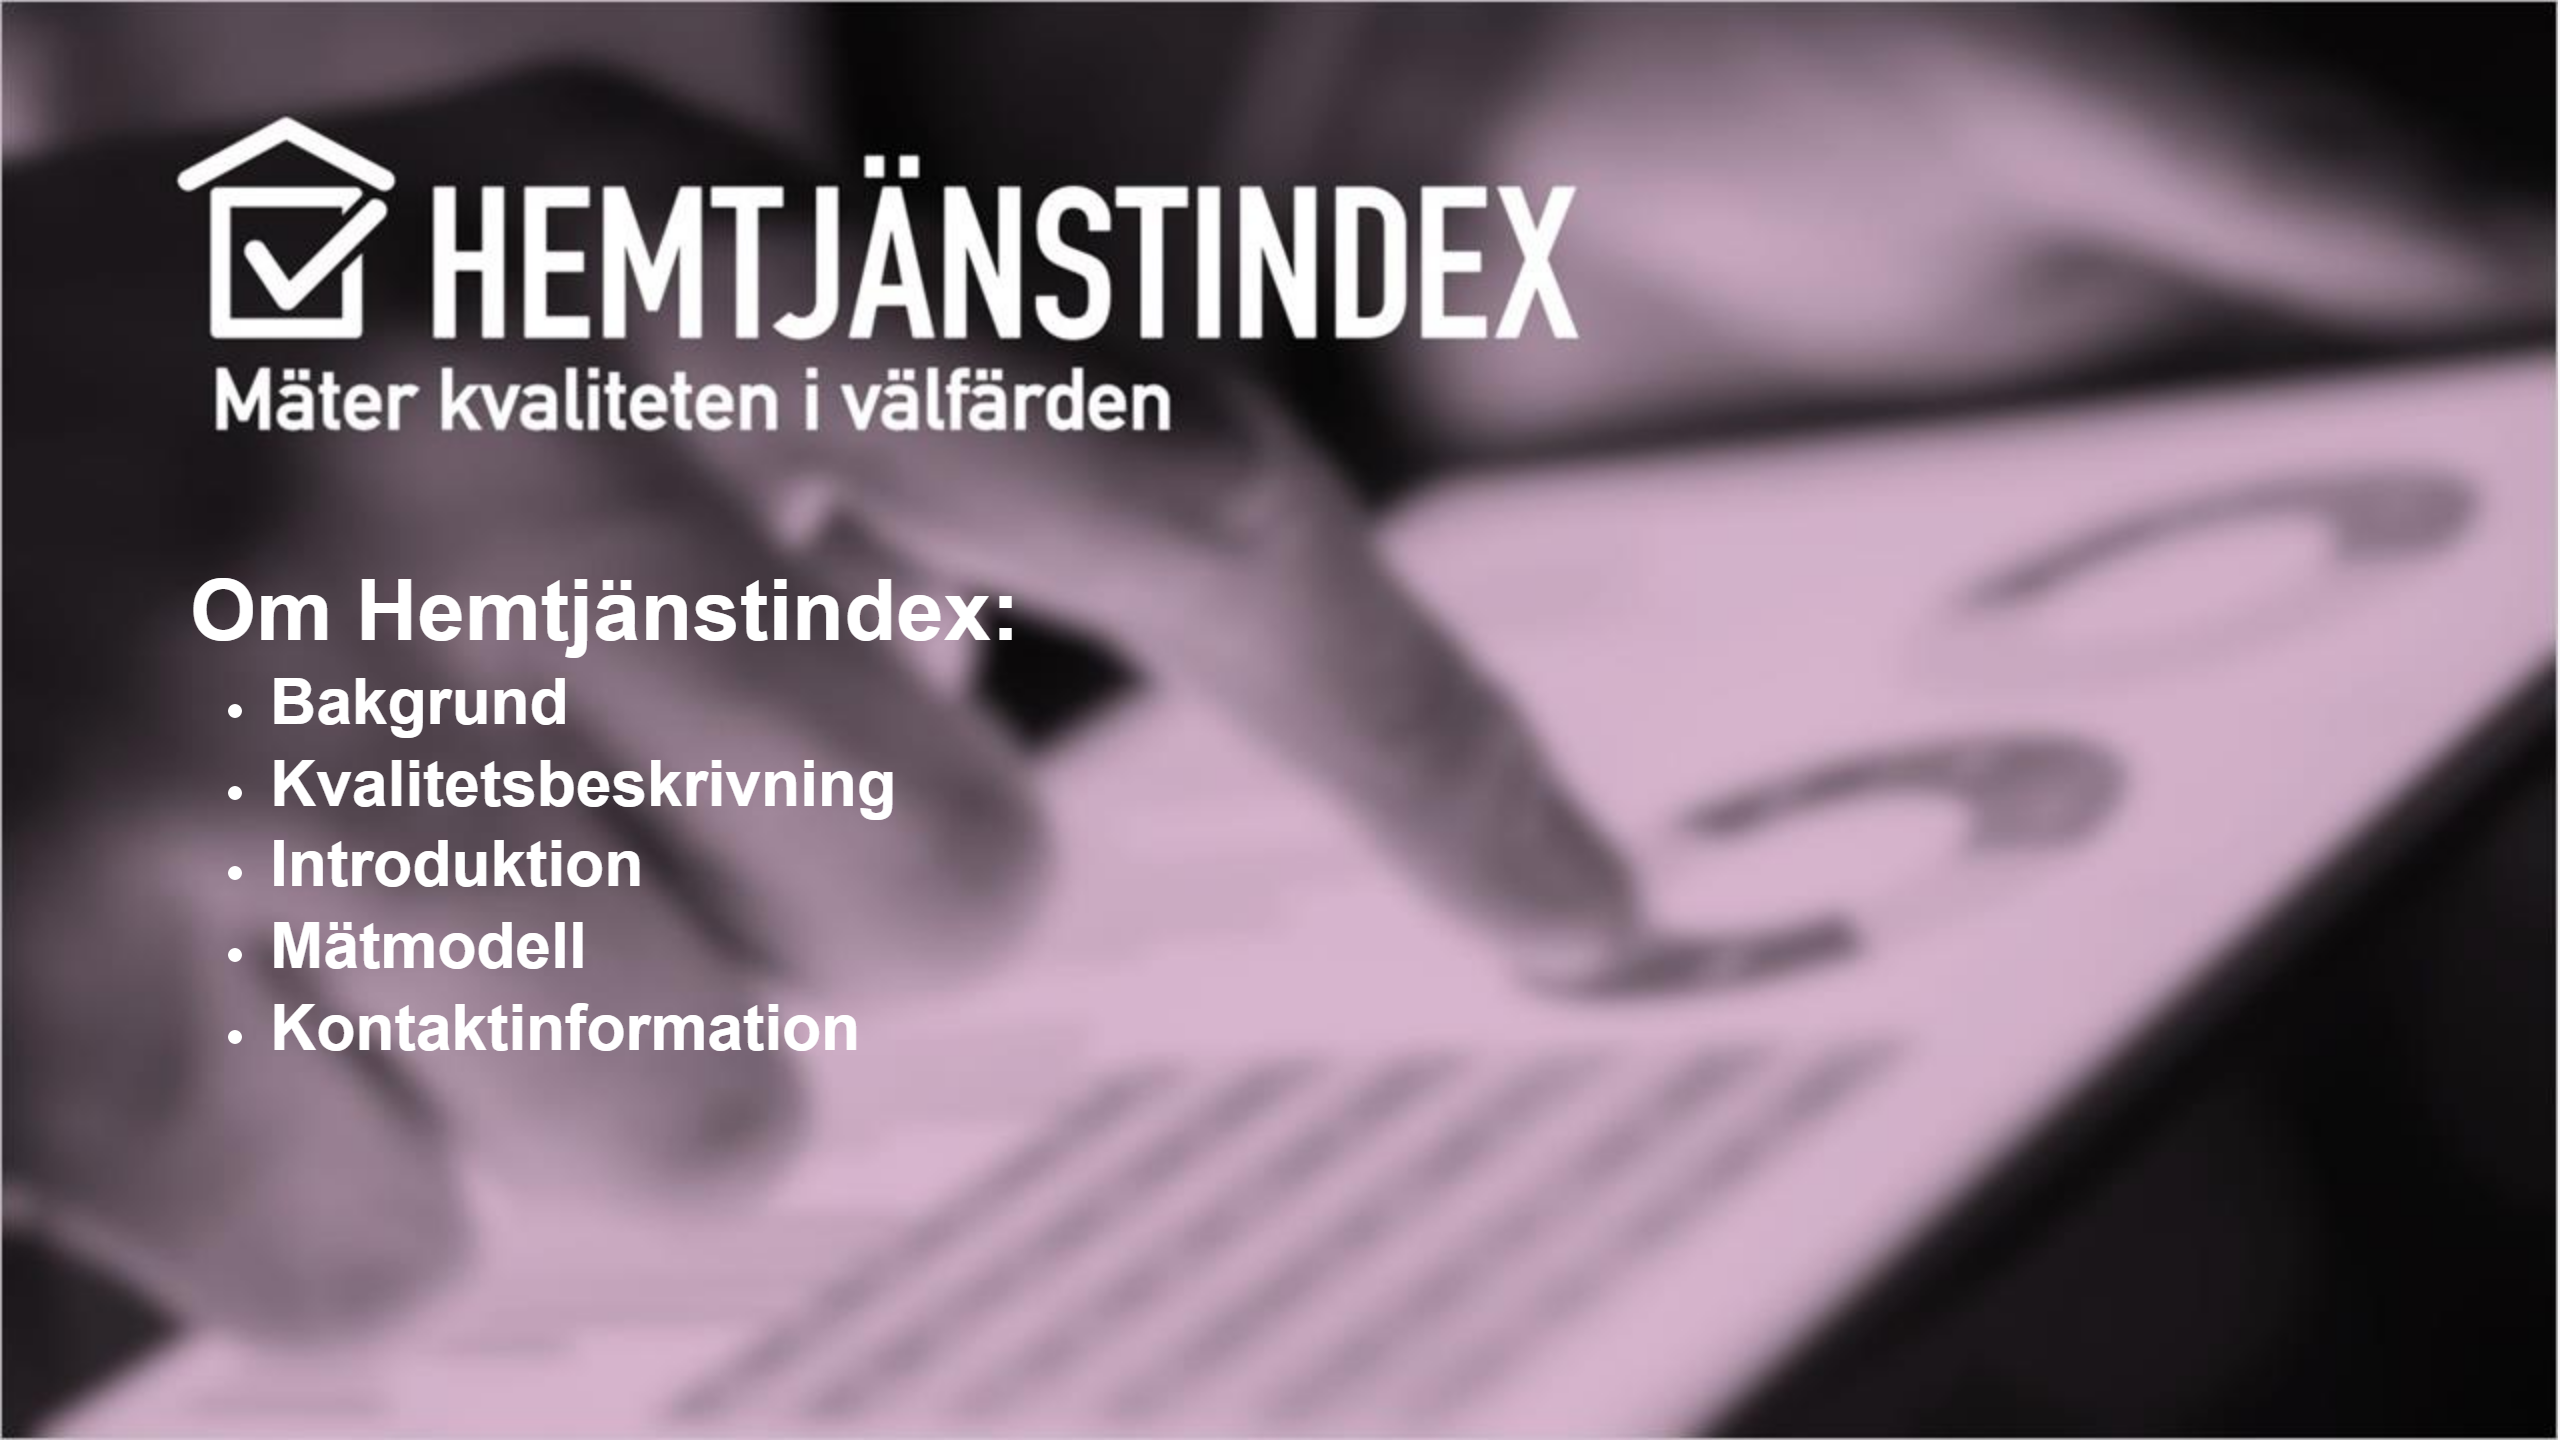 HEMTJÄNSTINDEX
Mäter kvaliteten i välfärden
Om Hemtjänstindex:
• Bakgrund
• Kvalitetsbeskrivning
• Introduktion
• Mätmodell
• Kontaktinformation